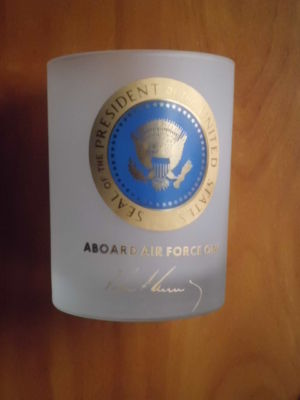 SEAL OF THE PRESIDENT OF THE UNITED STATES
ABOARD AIR FORCE ONE